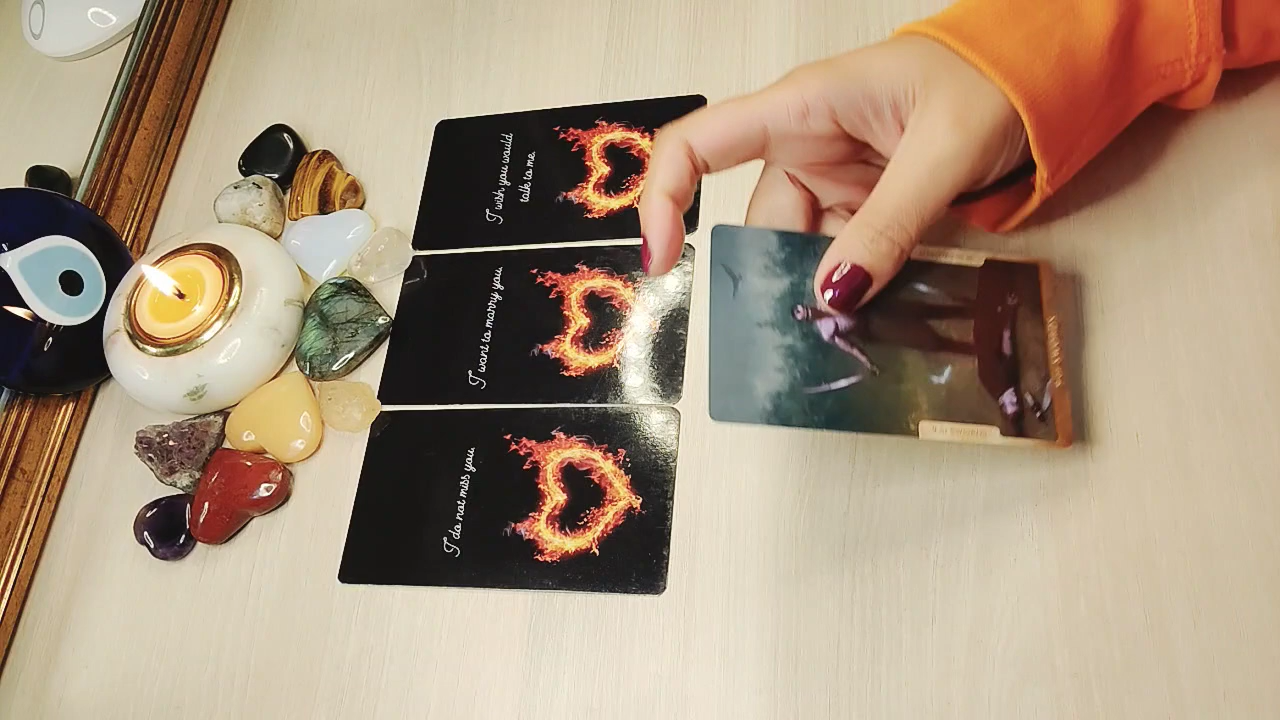 I wish you would
talk to me.
I want to marry you
I do not miss you